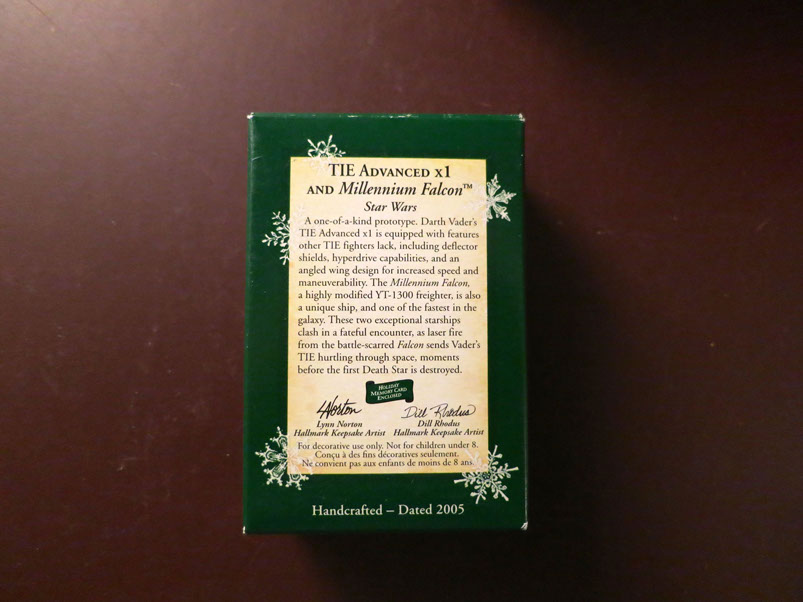 TIE ADVANCED x1
AND Millennium Falcon™
Star Wars
A one-of-a-kind prototype. Darth Vader's
TIE Advanced x1 is equipped with features
other TIE fighters lack, including deflector
shields, hyperdrive capabilities, and an
angled wing design for increased speed and
maneuverability. The Millennium Falcon,
a highly modified YT-1300 freighter, is also
a unique ship, and one of the fastest in the
galaxy. These two exceptional starships
clash in a fateful encounter, as laser fire
from the battle-scarred Falcon sends Vader's
TIE hurtling through space, moments
before the first Death Star is destroyed.
HOLIDAY
MEMORY CARD
ENCLOSED
LNorton Dill Rhodus
Lynn Norton Dill Rhodus
Hallmark Keepsake Artist Hallmark Keepsake Artist
For decorative use only. Not for children under 8.
Conçu à des fins décoratives seulement.
Ne convient pas aux enfants de moins de 8 ans.
Handcrafted – Dated 2005